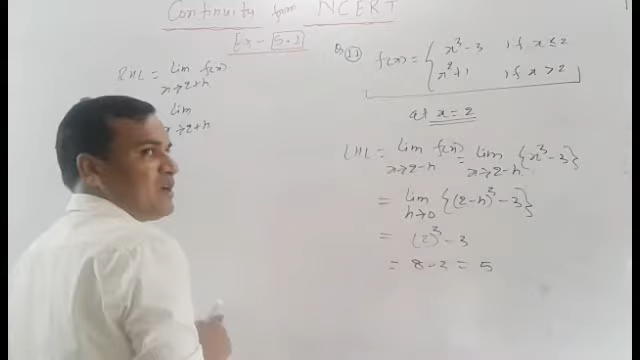 Continuity from NCERT
Ex - 5.1
Q. 11 f(x) = { x³ - 3 if x ≤ 2
x² + 1 if x > 2
at x = 2
RHL = lim f(x)
x→2+h
lim
x→2+h
LHL = lim f(x) = lim {x³ - 3}
x→2-h x→2-h
= lim {(2-h)³ - 3}
h→0
= (2)³ - 3
= 8 - 3 = 5